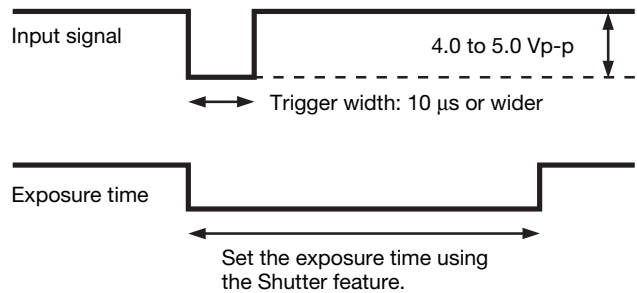 Input signal
4.0 to 5.0 Vp-p
Trigger width: 10 μs or wider
Exposure time
Set the exposure time using
the Shutter feature.